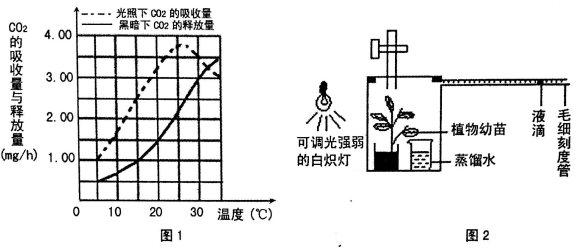 CO2的吸收量与释放量(mg/h)
光照下CO2的吸收量
黑暗下CO2的释放量
4.00
3.00
2.00
1.00
0 10 20 30 温度(℃)
图1
可调光强弱的白炽灯
植物幼苗
蒸馏水
液滴
毛细刻度管
图2